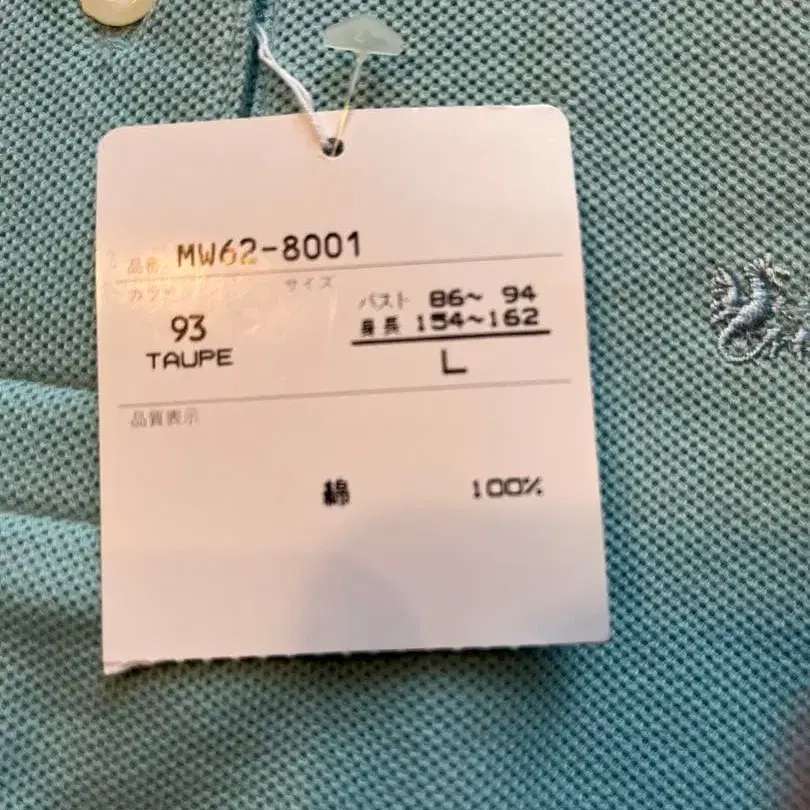 品番 MW62-8001
カラー サイズ
93
TAUPE
バスト 86~ 94
身長 154~162
L
品質表示
綿 100%